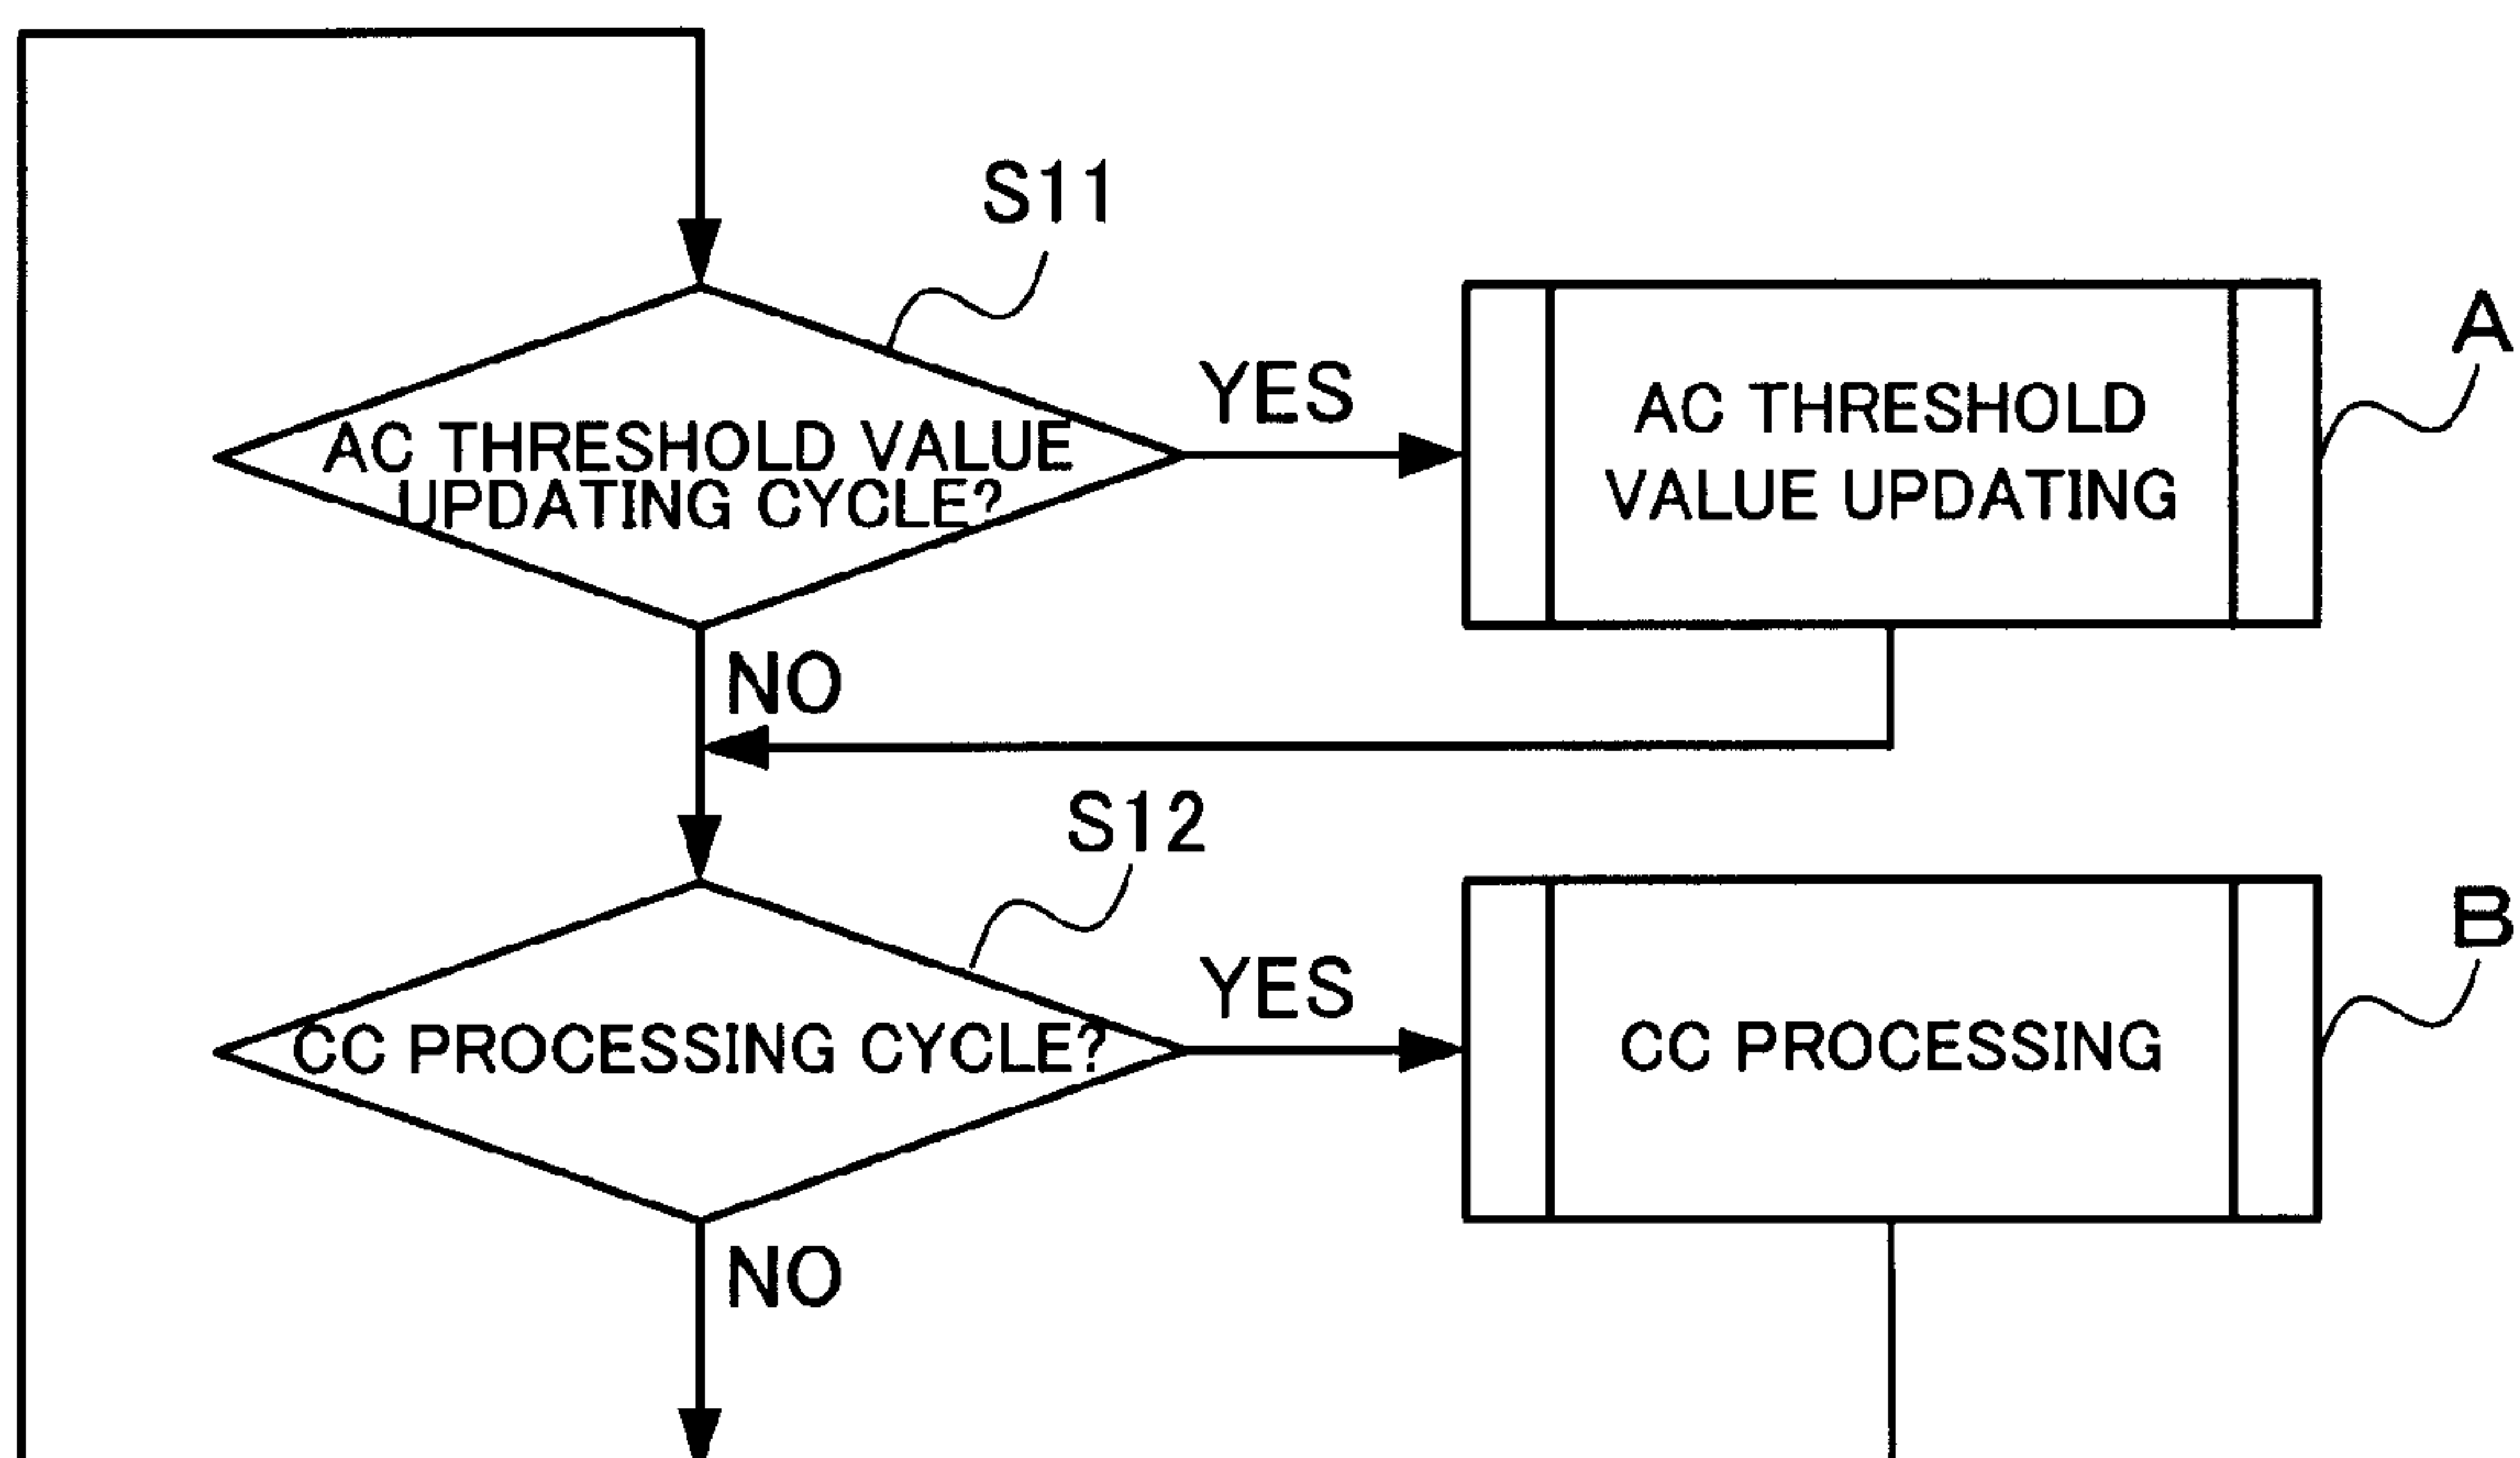 S11
A
YES
AC THRESHOLD VALUE
UPDATING CYCLE?
AC THRESHOLD
VALUE UPDATING
NO
S12
B
YES
CC PROCESSING CYCLE?
CC PROCESSING
NO